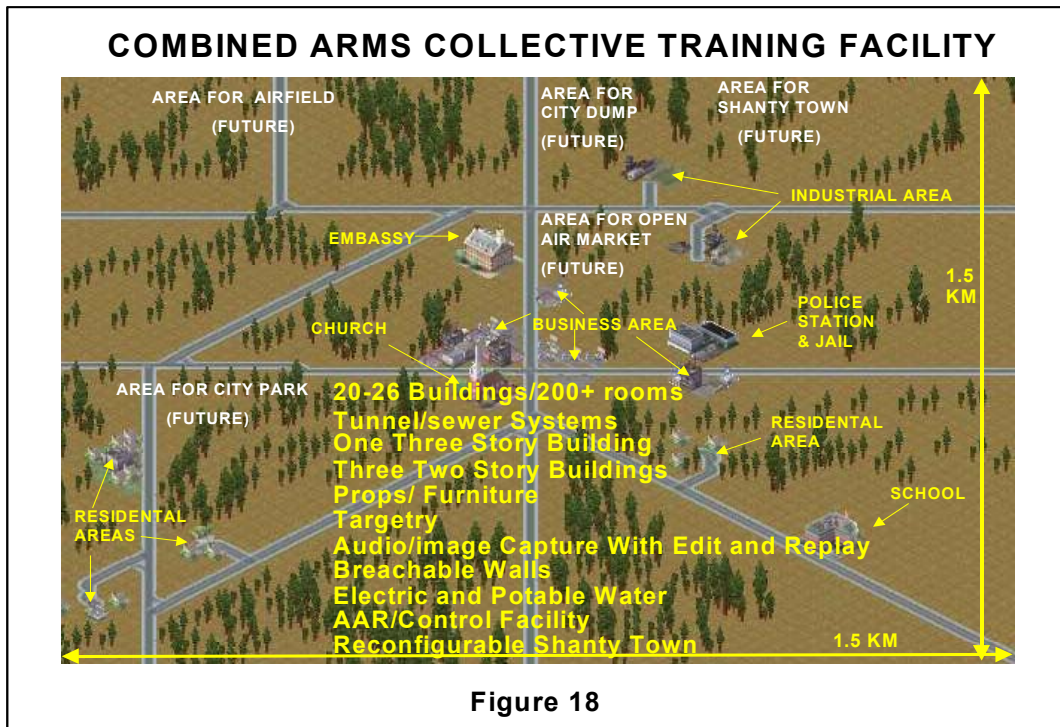 COMBINED ARMS COLLECTIVE TRAINING FACILITY
AREA FOR AIRFIELD
(FUTURE)
AREA FOR
CITY DUMP
(FUTURE)
AREA FOR
SHANTY TOWN
(FUTURE)
INDUSTRIAL AREA
EMBASSY
AREA FOR OPEN
AIR MARKET
(FUTURE)
1.5
KM
CHURCH
BUSINESS AREA
POLICE
STATION
& JAIL
AREA FOR CITY PARK
(FUTURE)
20-26 Buildings/200+ rooms
Tunnel/sewer Systems
One Three Story Building
Three Two Story Buildings
Props/ Furniture
Targetry
Audio/image Capture With Edit and Replay
Breachable Walls
Electric and Potable Water
AAR/Control Facility
Reconfigurable Shanty Town
RESIDENTAL
AREA
SCHOOL
RESIDENTAL
AREAS
1.5 KM
Figure 18